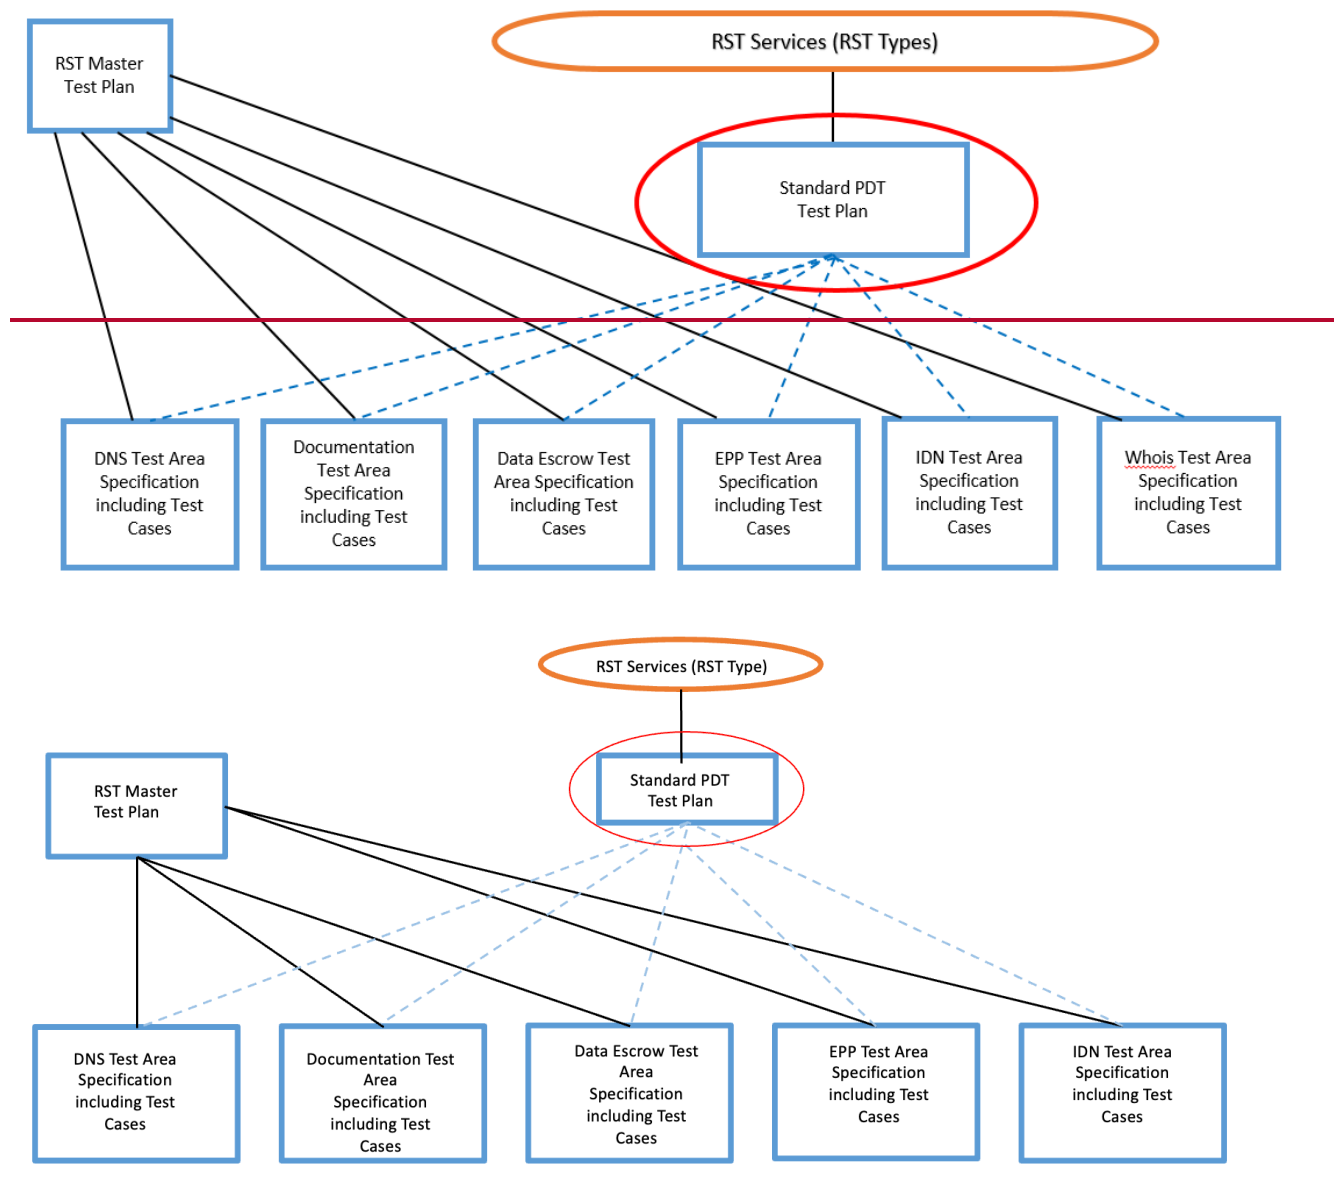 RST Master
Test Plan
RST Services (RST Types)
Standard PDT
Test Plan
DNS Test Area
Specification
including Test
Cases
Documentation
Test Area
Specification
including Test
Cases
Data Escrow Test
Area Specification
including Test
Cases
EPP Test Area
Specification
including Test
Cases
IDN Test Area
Specification
including Test
Cases
Whois Test Area
Specification
including Test
Cases
RST Services (RST Type)
RST Master
Test Plan
Standard PDT
Test Plan
DNS Test Area
Specification
including Test
Cases
Documentation Test
Area
Specification
including Test
Cases
Data Escrow Test
Area
Specification
including Test
Cases
EPP Test Area
Specification
including Test
Cases
IDN Test Area
Specification
including Test
Cases